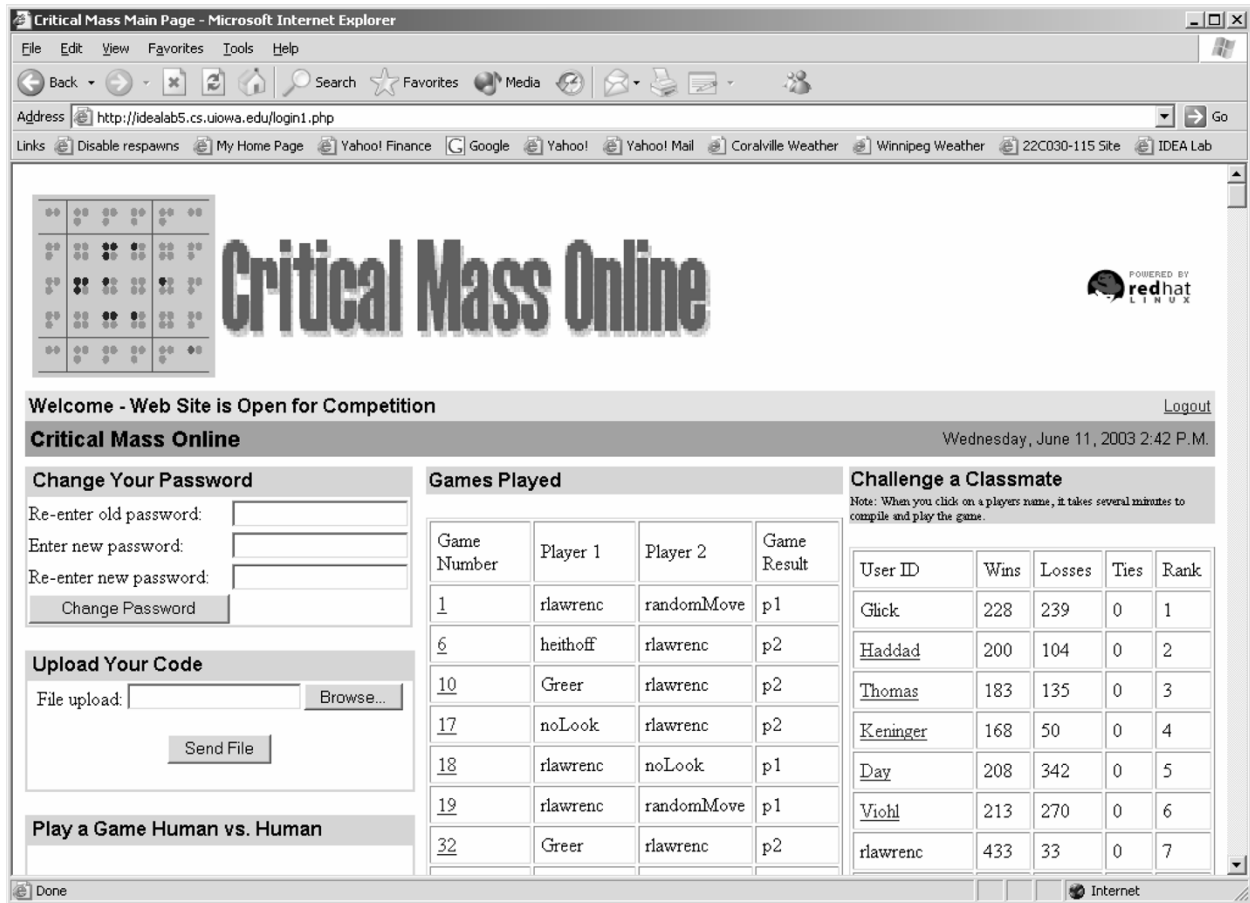 Critical Mass Main Page - Microsoft Internet Explorer
File Edit View Favorites Tools Help
Back Search Favorites Media
Address http://idealab5.cs.uiowa.edu/login1.php Go
Links Disable respawns My Home Page Yahoo! Finance Google Yahoo! Yahoo! Mail Coralville Weather Winnipeg Weather 22C030-115 Site IDEA Lab
Critical Mass Online
POWERED BY
redhat
LINUX
Welcome - Web Site is Open for Competition Logout
Critical Mass Online Wednesday, June 11, 2003 2:42 P.M.
Change Your Password
Re-enter old password:
Enter new password:
Re-enter new password:
Change Password
Upload Your Code
File upload: Browse...
Send File
Play a Game Human vs. Human
Games Played
Game Number Player 1 Player 2 Game Result
1 rlawrenc randomMove p1
6 heithoff rlawrenc p2
10 Greer rlawrenc p2
17 noLook rlawrenc p2
18 rlawrenc noLook p1
19 rlawrenc randomMove p1
32 Greer rlawrenc p2
Challenge a Classmate
Note: When you click on a players name, it takes several minutes to
compile and play the game.
User ID Wins Losses Ties Rank
Glick 228 239 0 1
Haddad 200 104 0 2
Thomas 183 135 0 3
Keninger 168 50 0 4
Day 208 342 0 5
Viohl 213 270 0 6
rlawrenc 433 33 0 7
Done Internet